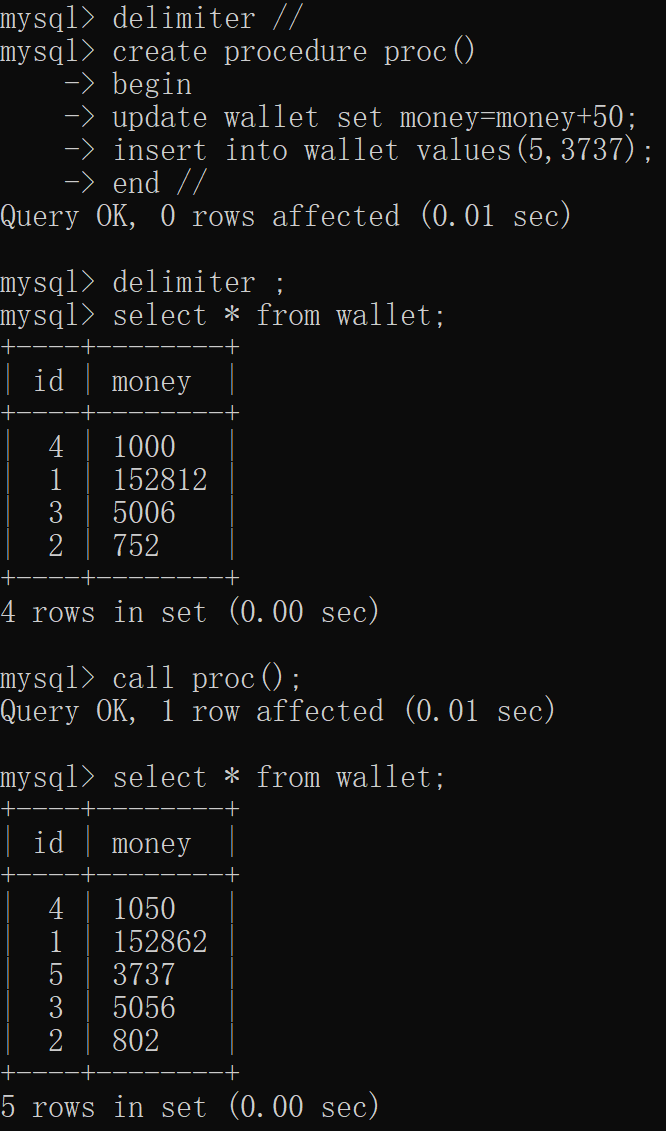 mysql> delimiter //
mysql> create procedure proc()
    -> begin
    -> update wallet set money=money+50;
    -> insert into wallet values(5,3737);
    -> end //
Query OK, 0 rows affected (0.01 sec)

mysql> delimiter ;
mysql> select * from wallet;
+----+--------+
| id | money  |
+----+--------+
|  4 | 1000   |
|  1 | 152812 |
|  3 | 5006   |
|  2 | 752    |
+----+--------+
4 rows in set (0.00 sec)

mysql> call proc();
Query OK, 1 row affected (0.01 sec)

mysql> select * from wallet;
+----+--------+
| id | money  |
+----+--------+
|  4 | 1050   |
|  1 | 152862 |
|  5 | 3737   |
|  3 | 5056   |
|  2 | 802    |
+----+--------+
5 rows in set (0.00 sec)